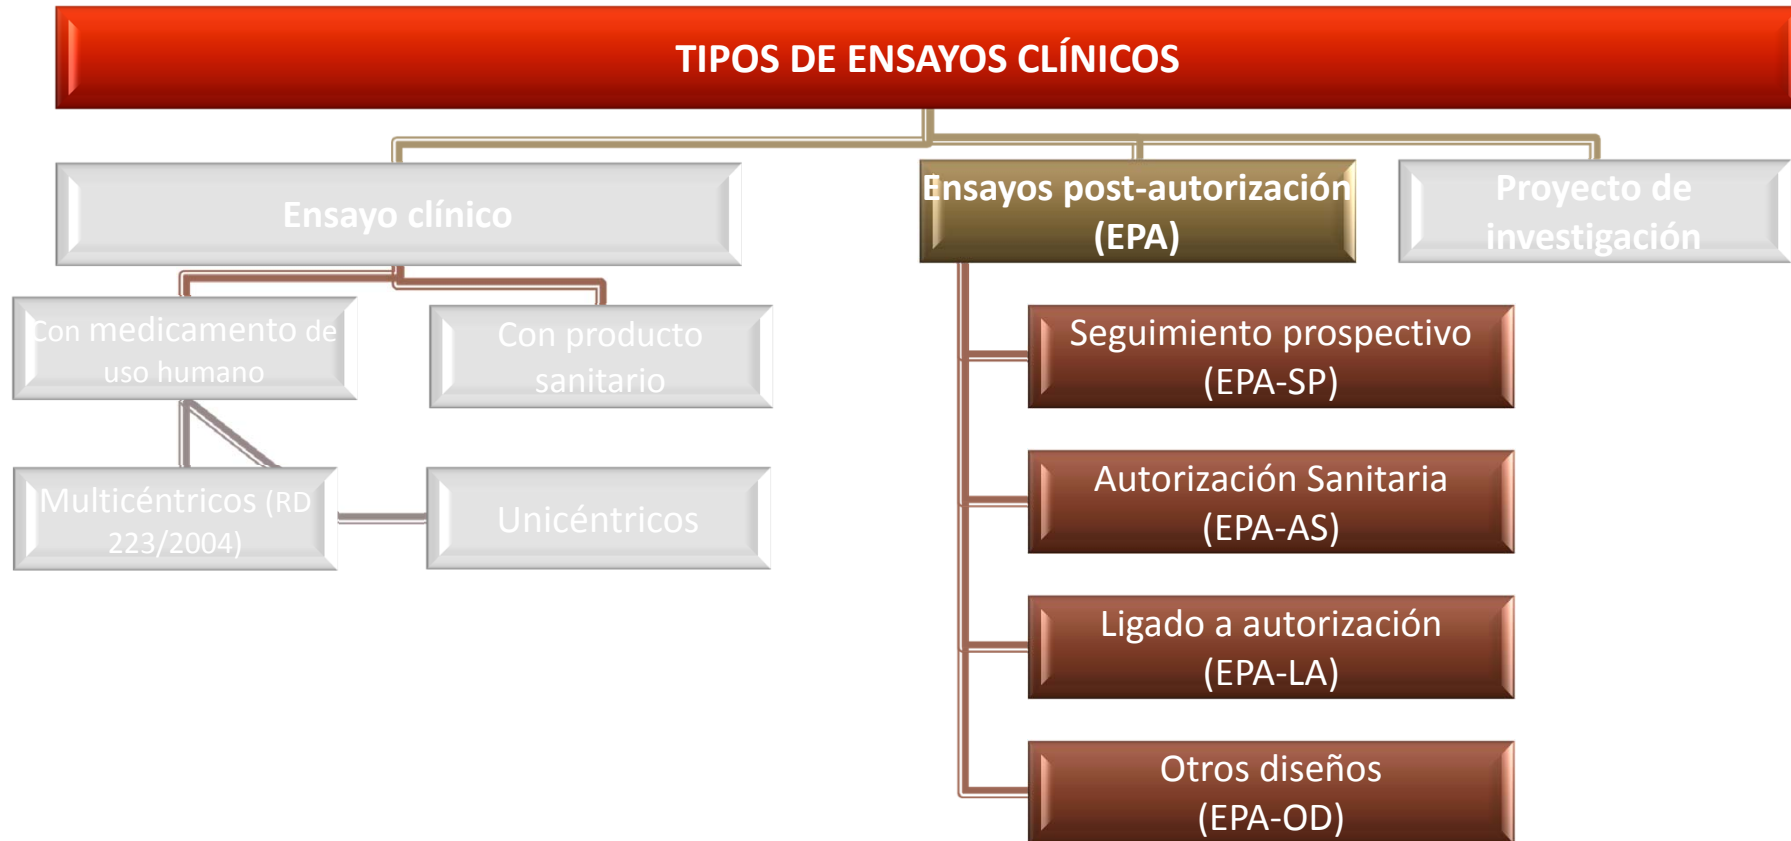 TIPOS DE ENSAYOS CLÍNICOS
Ensayo clínico
Ensayos post-autorización
(EPA)
Proyecto de
investigación
Con medicamento de
uso humano
Con producto
sanitario
Multicéntricos (RD
223/2004)
Unicéntricos
Seguimiento prospectivo
(EPA-SP)
Autorización Sanitaria
(EPA-AS)
Ligado a autorización
(EPA-LA)
Otros diseños
(EPA-OD)